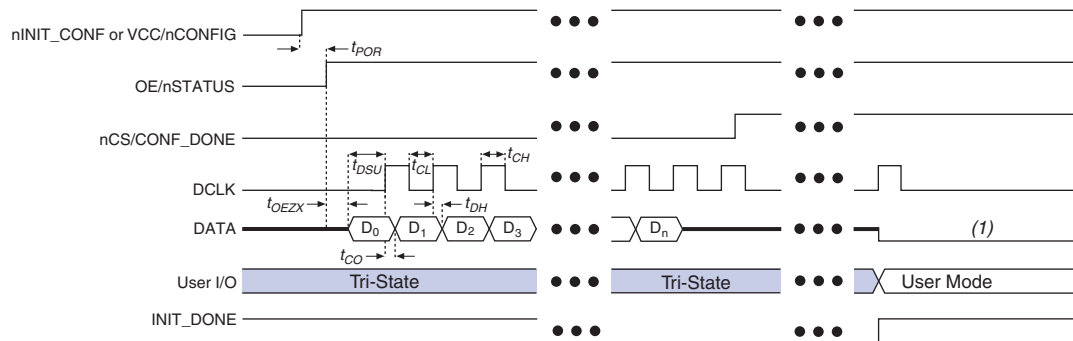 nINIT_CONF or VCC/nCONFIG
tPOR
OE/nSTATUS
nCS/CONF_DONE
tDSU tCL tCH
DCLK
tOEZX tDH
DATA D0 D1 D2 D3 Dn (1)
tCO
User I/O Tri-State Tri-State User Mode
INIT_DONE